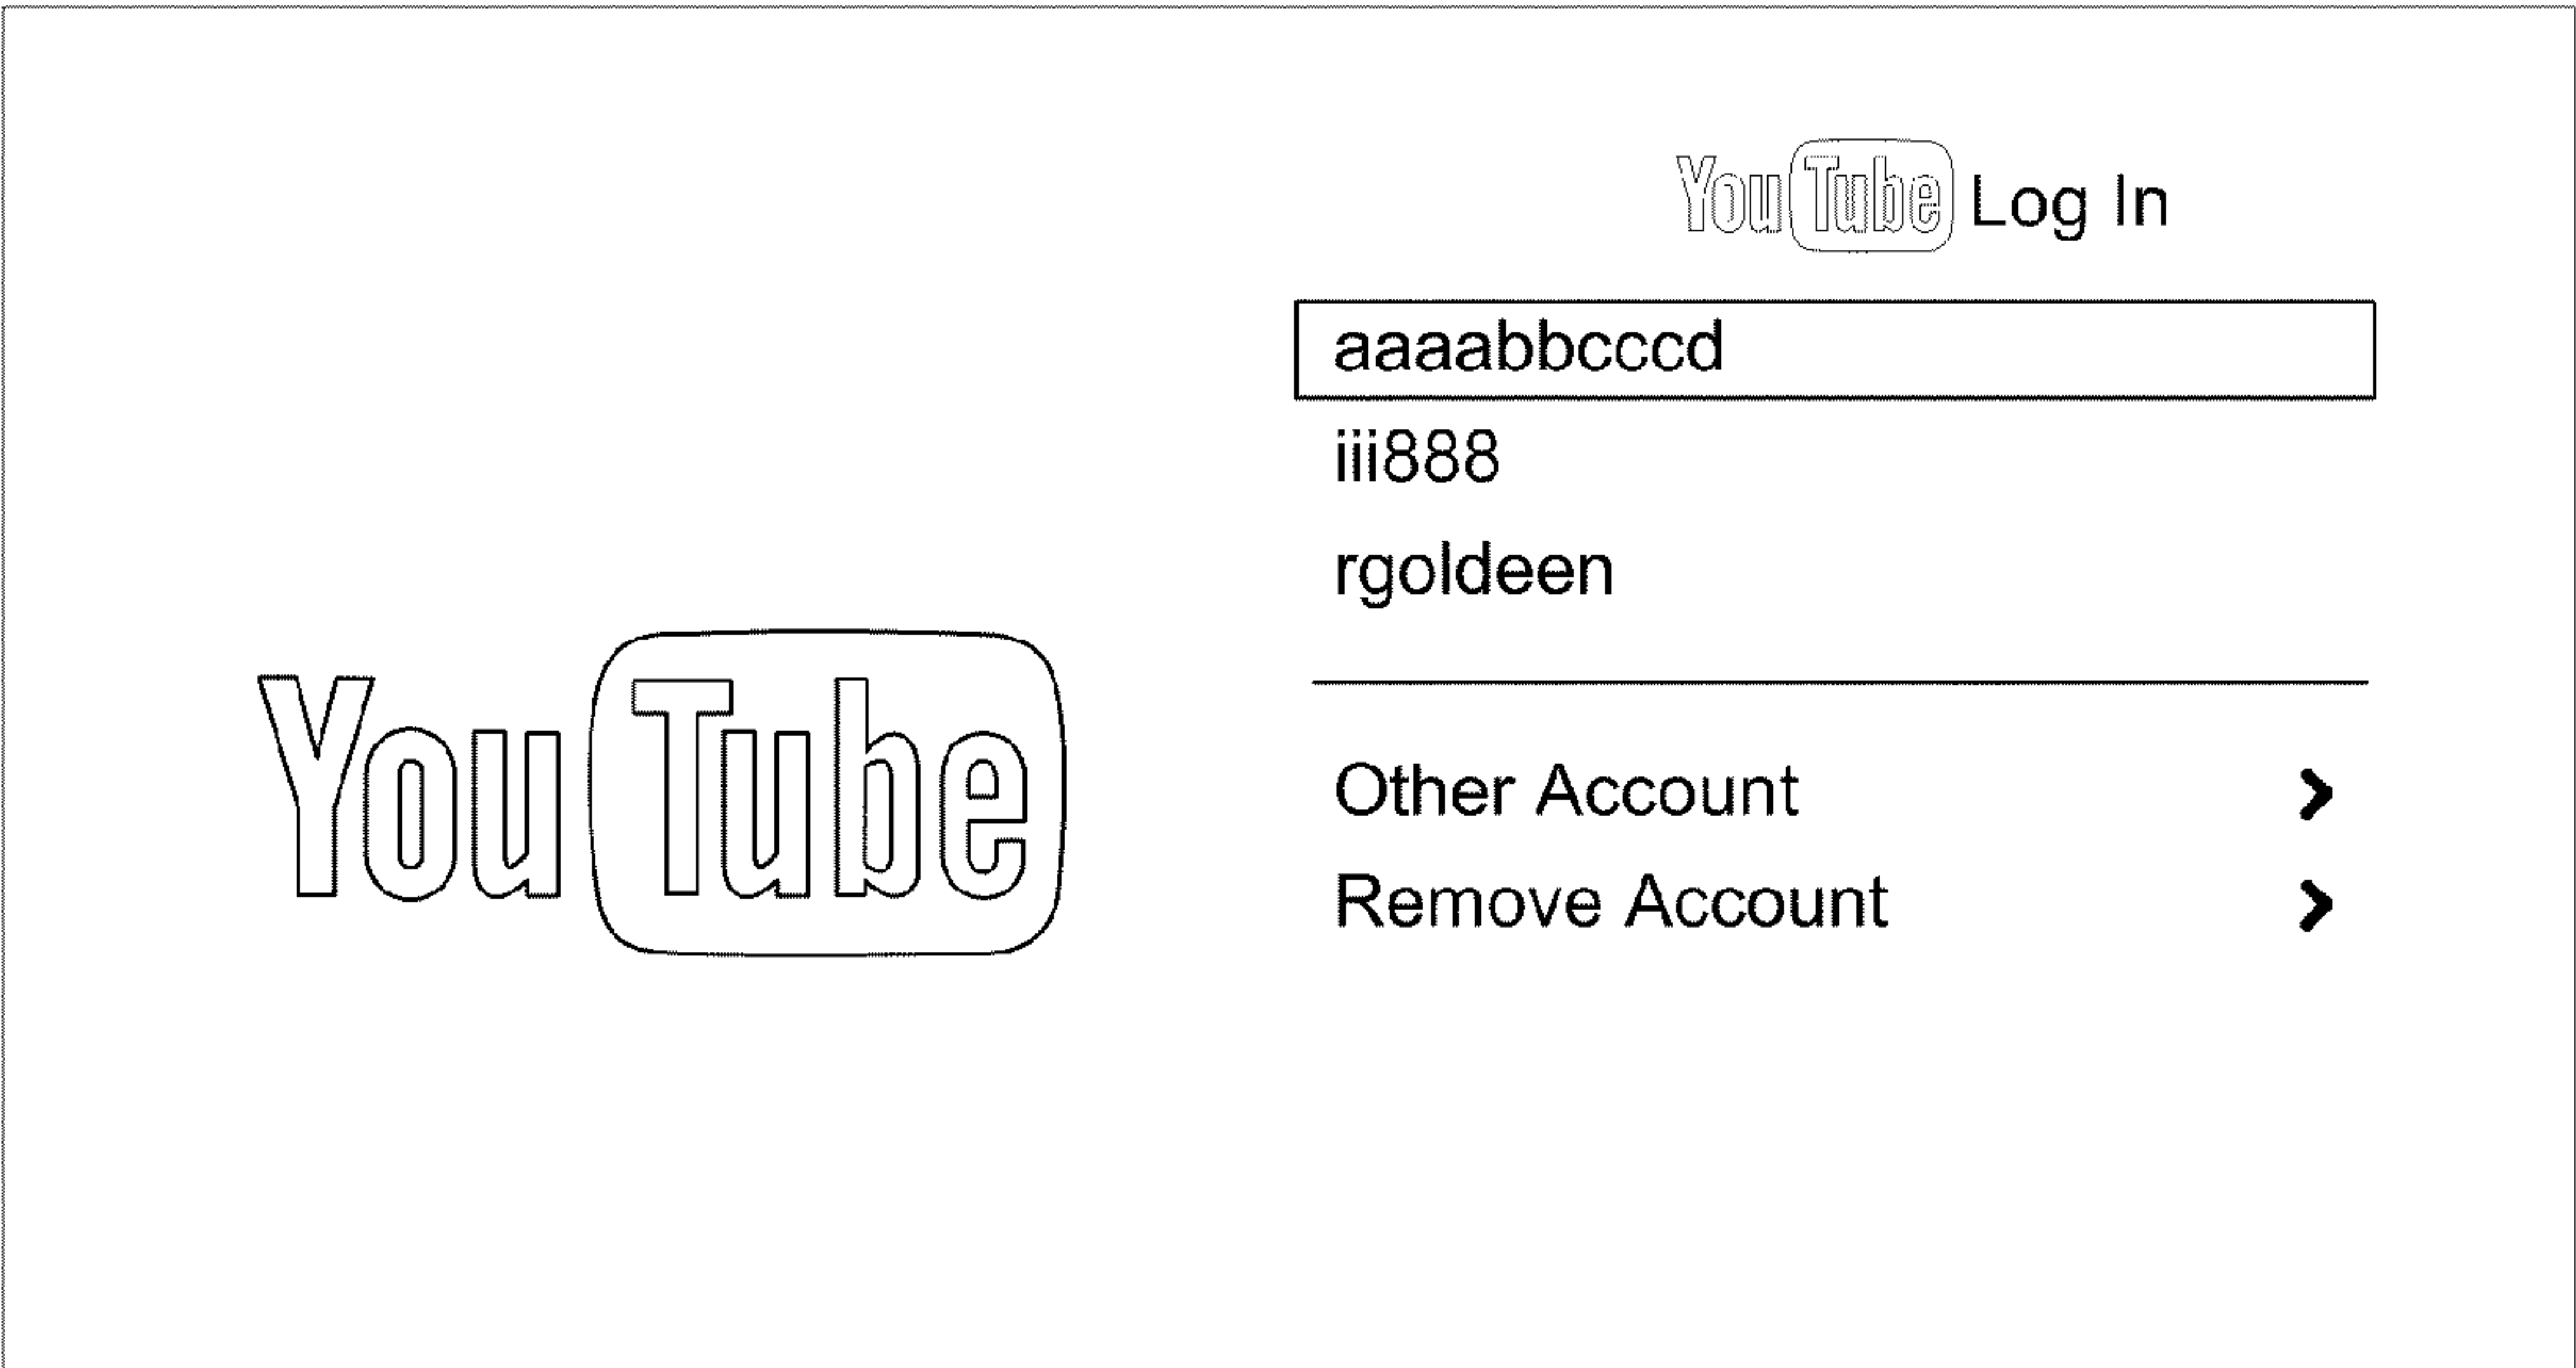 YouTube Log In
aaaabbcccd
iii888
rgoldeen
YouTube
Other Account
Remove Account